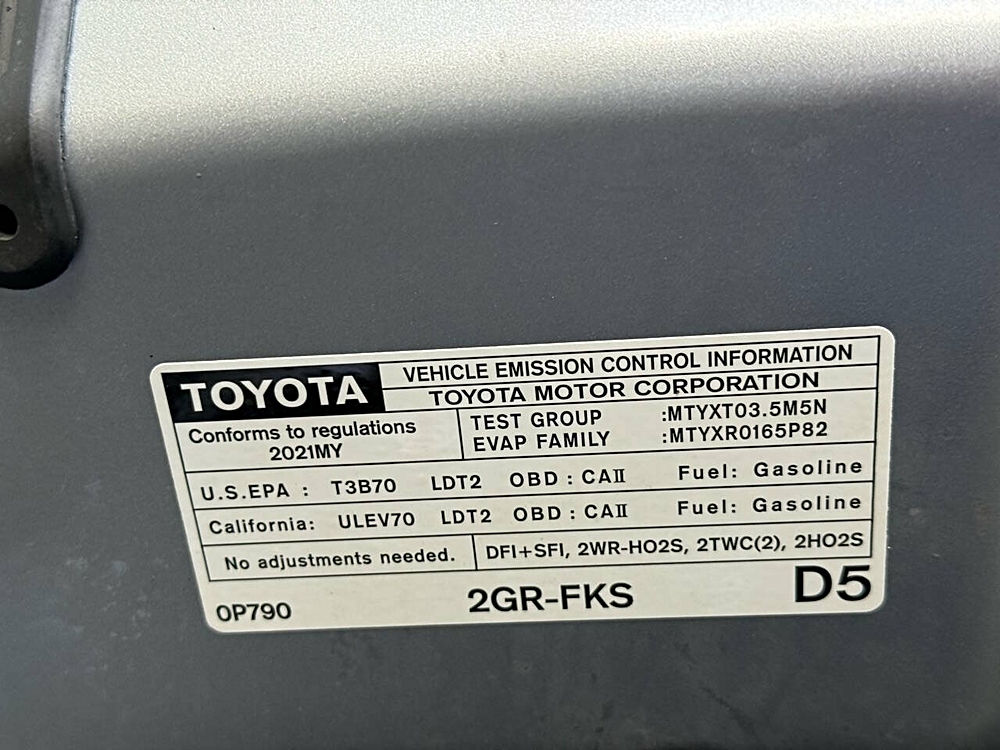 TOYOTA
VEHICLE EMISSION CONTROL INFORMATION
TOYOTA MOTOR CORPORATION
Conforms to regulations
2021MY
TEST GROUP :MTYXT03.5M5N
EVAP FAMILY :MTYXR0165P82
U.S.EPA : T3B70 LDT2 OBD : CAⅡ Fuel: Gasoline
California: ULEV70 LDT2 OBD : CAⅡ Fuel: Gasoline
No adjustments needed. DFI+SFI, 2WR-HO2S, 2TWC(2), 2HO2S
0P790 2GR-FKS D5